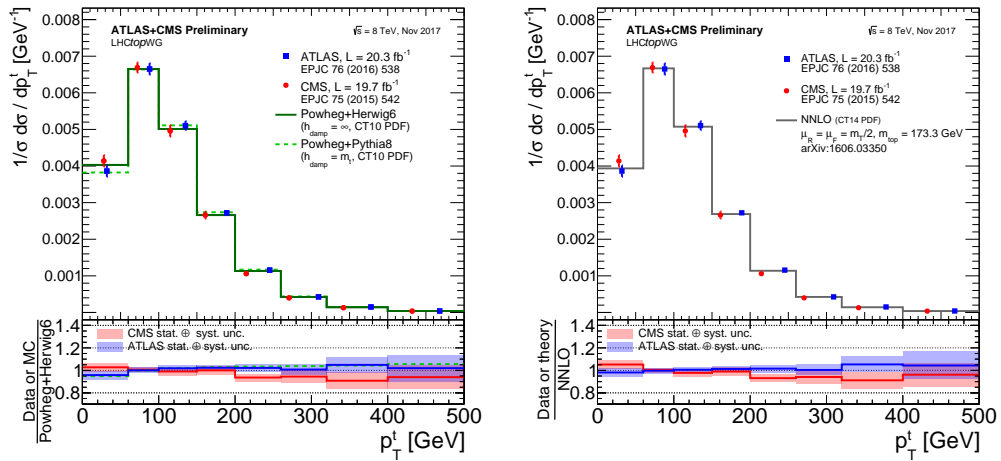 ATLAS+CMS Preliminary
LHCtopWG
√s = 8 TeV, Nov 2017
ATLAS, L = 20.3 fb⁻¹
EPJC 76 (2016) 538
CMS, L = 19.7 fb⁻¹
EPJC 75 (2015) 542
Powheg+Herwig6
(h_damp = ∞, CT10 PDF)
Powheg+Pythia8
(h_damp = m_t, CT10 PDF)
1/σ dσ / dp_T^t [GeV⁻¹]
0.008
0.007
0.006
0.005
0.004
0.003
0.002
0.001
CMS stat. ⊕ syst. unc.
ATLAS stat. ⊕ syst. unc.
Data or MC
Powheg+Herwig6
1.4
1.2
1
0.8
0 100 200 300 400 500
p_T^t [GeV]
ATLAS+CMS Preliminary
LHCtopWG
√s = 8 TeV, Nov 2017
ATLAS, L = 20.3 fb⁻¹
EPJC 76 (2016) 538
CMS, L = 19.7 fb⁻¹
EPJC 75 (2015) 542
NNLO (CT14 PDF)
μ_R = μ_F = m_T/2, m_top = 173.3 GeV
arXiv:1606.03350
1/σ dσ / dp_T^t [GeV⁻¹]
0.008
0.007
0.006
0.005
0.004
0.003
0.002
0.001
CMS stat. ⊕ syst. unc.
ATLAS stat. ⊕ syst. unc.
Data or theory
NNLO
1.4
1.2
1
0.8
0 100 200 300 400 500
p_T^t [GeV]